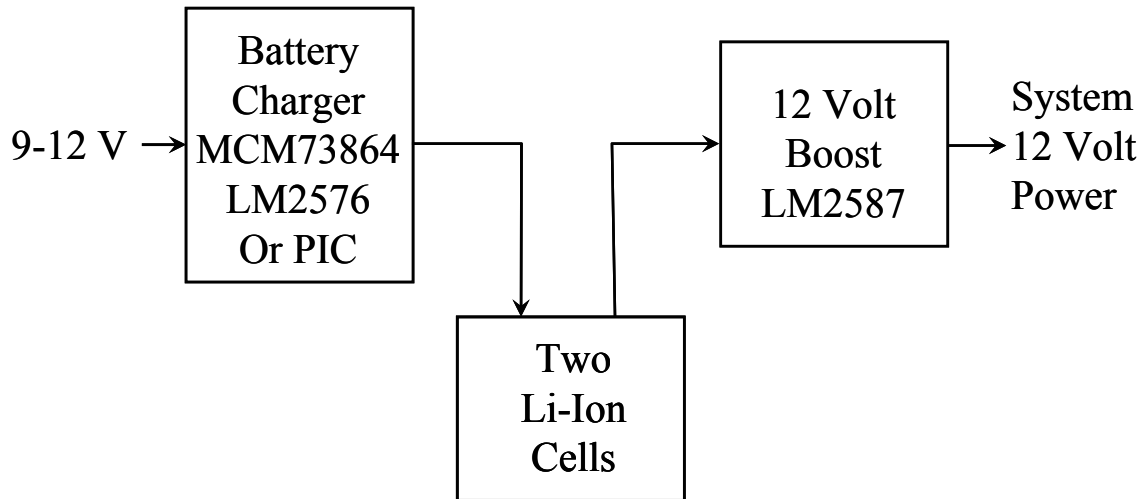 9-12 V
Battery
Charger
MCM73864
LM2576
Or PIC
Two
Li-Ion
Cells
12 Volt
Boost
LM2587
System
12 Volt
Power